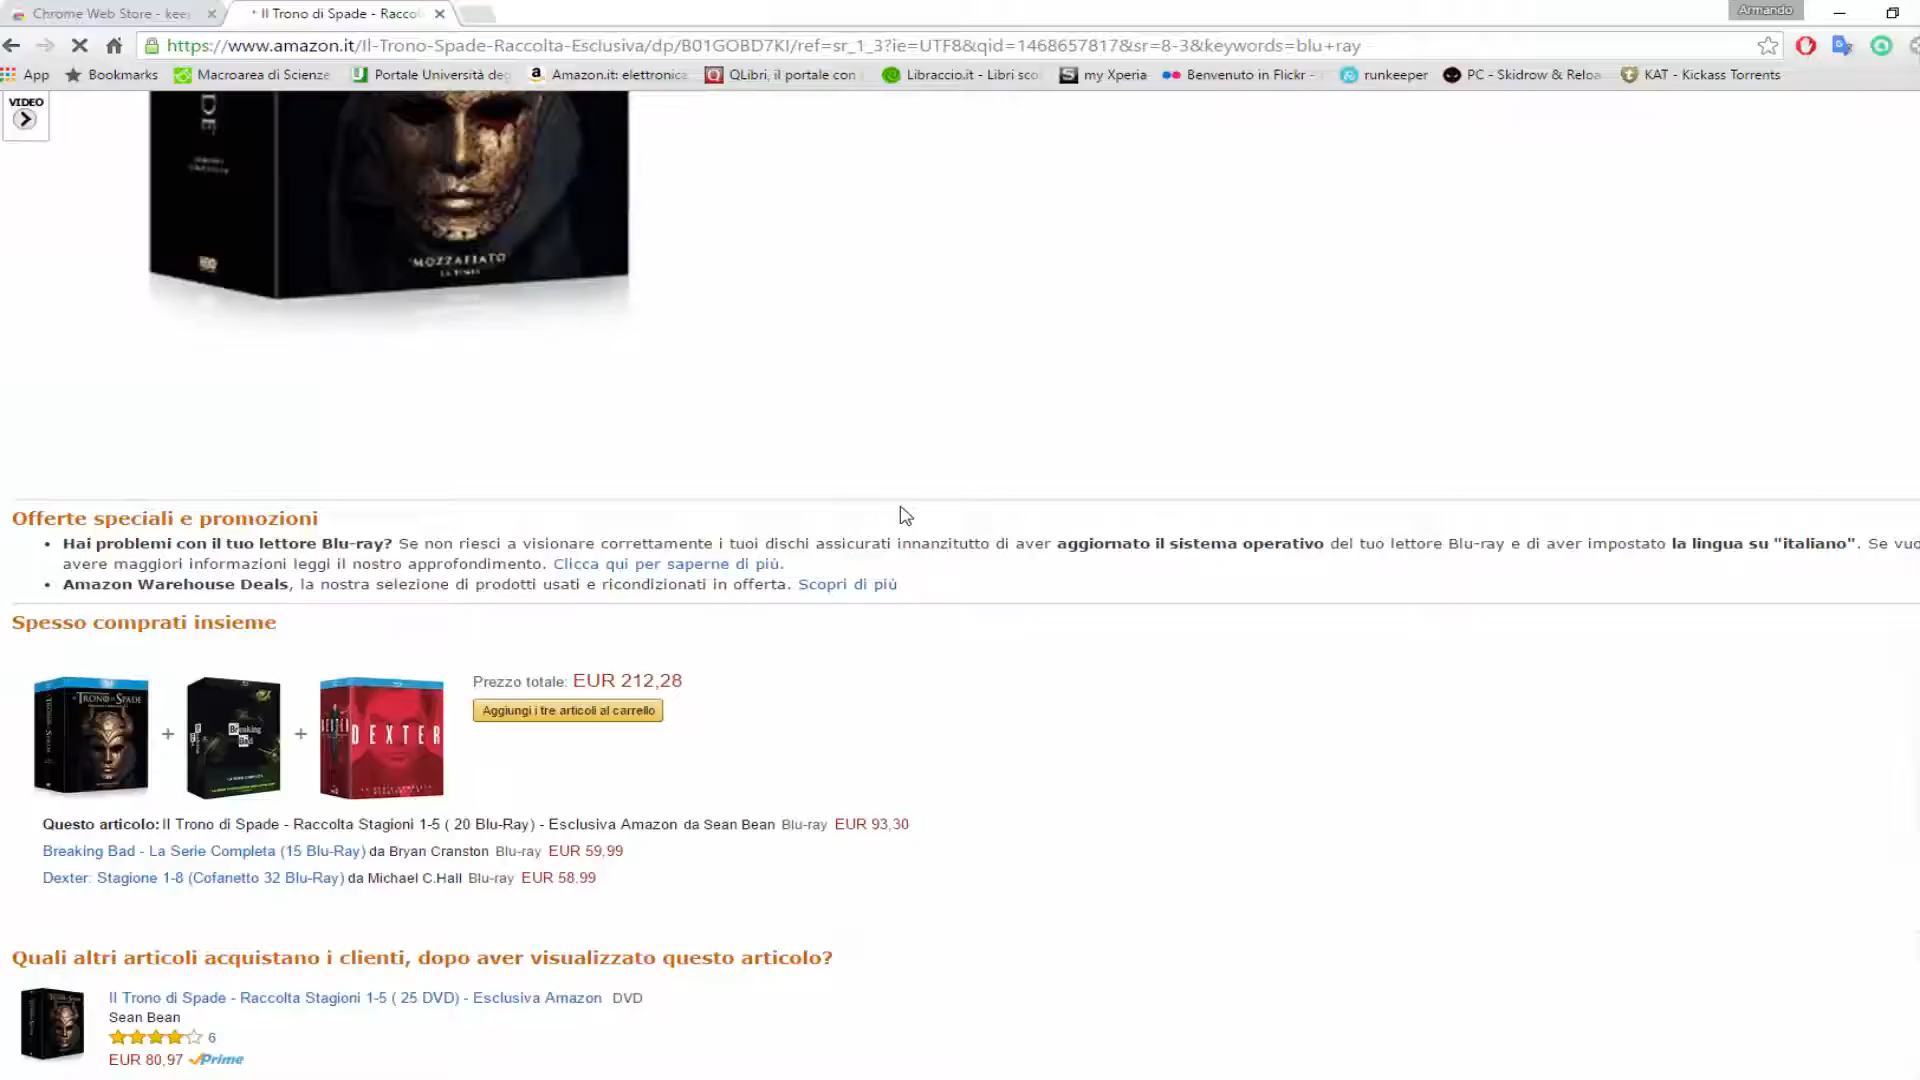 Chrome Web Store - kee
Il Trono di Spade - Racco
Armando
https://www.amazon.it/Il-Trono-Spade-Raccolta-Esclusiva/dp/B01GOBD7KI/ref=sr_1_3?ie=UTF8&qid=1468657817&sr=8-3&keywords=blu+ray
App Bookmarks Macroarea di Scienze Portale Università deg Amazon.it: elettronica QLibri, il portale con Libraccio.it - Libri sco my Xperia Benvenuto in Flickr - runkeeper PC - Skidrow & Reloa KAT - Kickass Torrents
VIDEO
DE
"MOZZAFIATO
HBO
Offerte speciali e promozioni
• Hai problemi con il tuo lettore Blu-ray? Se non riesci a visionare correttamente i tuoi dischi assicurati innanzitutto di aver aggiornato il sistema operativo del tuo lettore Blu-ray e di aver impostato la lingua su "italiano". Se vuo
avere maggiori informazioni leggi il nostro approfondimento. Clicca qui per saperne di più.
• Amazon Warehouse Deals, la nostra selezione di prodotti usati e ricondizionati in offerta. Scopri di più
Spesso comprati insieme
TRONO DI SPADE
Breaking Bad
DEXTER
DEXTER
+ +
Prezzo totale: EUR 212,28
Aggiungi i tre articoli al carrello
Questo articolo: Il Trono di Spade - Raccolta Stagioni 1-5 ( 20 Blu-Ray) - Esclusiva Amazon da Sean Bean Blu-ray EUR 93,30
Breaking Bad - La Serie Completa (15 Blu-Ray) da Bryan Cranston Blu-ray EUR 59,99
Dexter: Stagione 1-8 (Cofanetto 32 Blu-Ray) da Michael C.Hall Blu-ray EUR 58,99
Quali altri articoli acquistano i clienti, dopo aver visualizzato questo articolo?
Il Trono di Spade - Raccolta Stagioni 1-5 ( 25 DVD) - Esclusiva Amazon DVD
Sean Bean
6
EUR 80,97 Prime